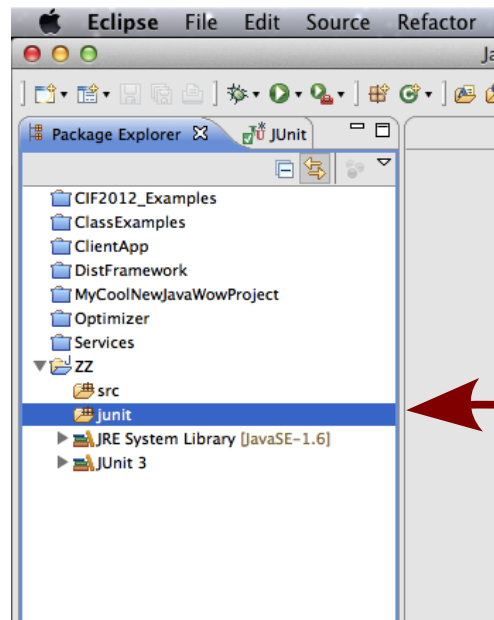 Eclipse File Edit Source Refactor
Ja
Package Explorer JUnit
CIF2012_Examples
ClassExamples
ClientApp
DistFramework
MyCoolNewJavaWowProject
Optimizer
Services
ZZ
src
junit
JRE System Library [JavaSE-1.6]
JUnit 3